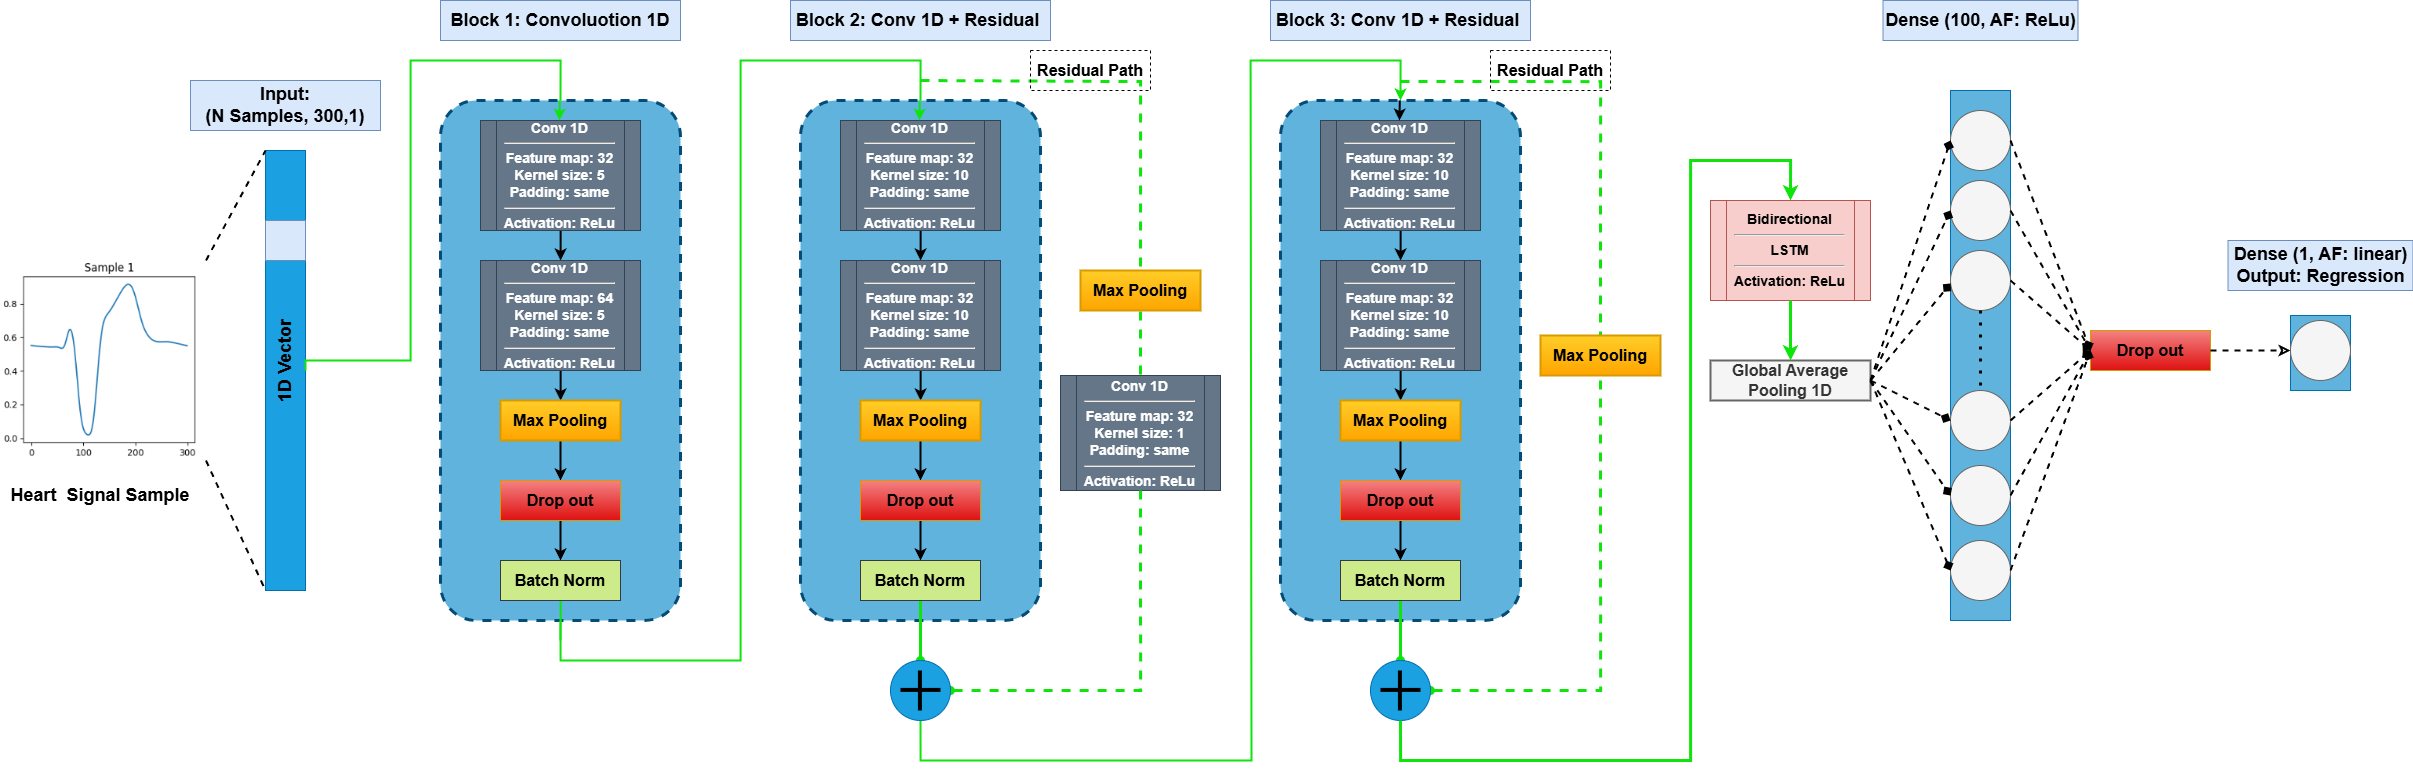 Block 1: Convoluotion 1D
Block 2: Conv 1D + Residual
Block 3: Conv 1D + Residual
Dense (100, AF: ReLu)
Input:
(N Samples, 300,1)
Sample 1
0.8
0.6
0.4
0.2
0.0
0
100
200
300
Heart Signal Sample
1D Vector
Conv 1D
Feature map: 32
Kernel size: 5
Padding: same
Activation: ReLu
Conv 1D
Feature map: 64
Kernel size: 5
Padding: same
Activation: ReLu
Max Pooling
Drop out
Batch Norm
Conv 1D
Feature map: 32
Kernel size: 10
Padding: same
Activation: ReLu
Conv 1D
Feature map: 32
Kernel size: 10
Padding: same
Activation: ReLu
Max Pooling
Drop out
Batch Norm
Residual Path
Max Pooling
Conv 1D
Feature map: 32
Kernel size: 1
Padding: same
Activation: ReLu
Conv 1D
Feature map: 32
Kernel size: 10
Padding: same
Activation: ReLu
Conv 1D
Feature map: 32
Kernel size: 10
Padding: same
Activation: ReLu
Max Pooling
Drop out
Batch Norm
Residual Path
Max Pooling
Bidirectional
LSTM
Activation: ReLu
Global Average
Pooling 1D
Drop out
Dense (1, AF: linear)
Output: Regression